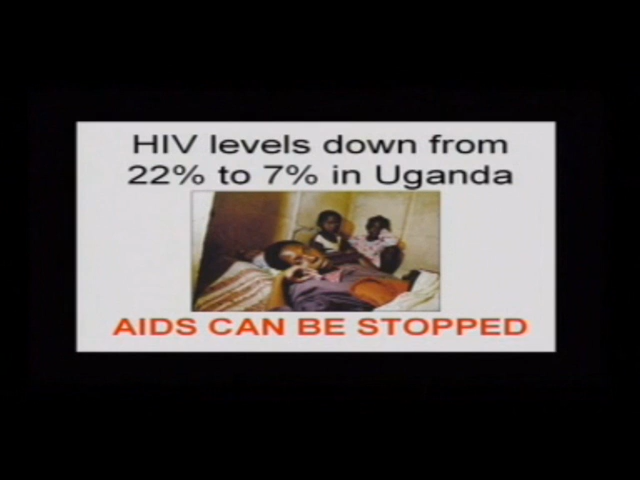 HIV levels down from
22% to 7% in Uganda
AIDS CAN BE STOPPED